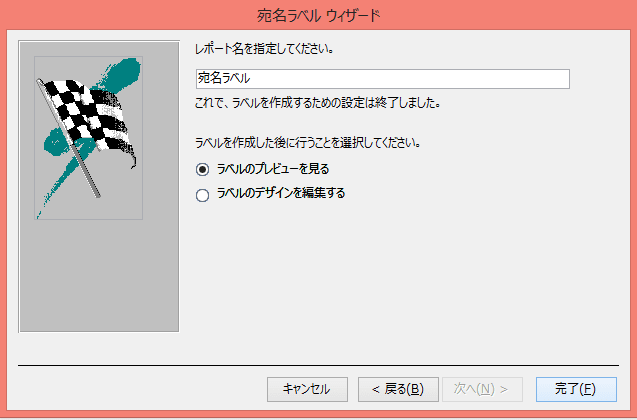 宛名ラベル ウィザード
レポート名を指定してください。
宛名ラベル
これで、ラベルを作成するための設定は終了しました。
ラベルを作成した後に行うことを選択してください。
ラベルのプレビューを見る
ラベルのデザインを編集する
キャンセル
< 戻る(B)
次へ(N) >
完了(F)